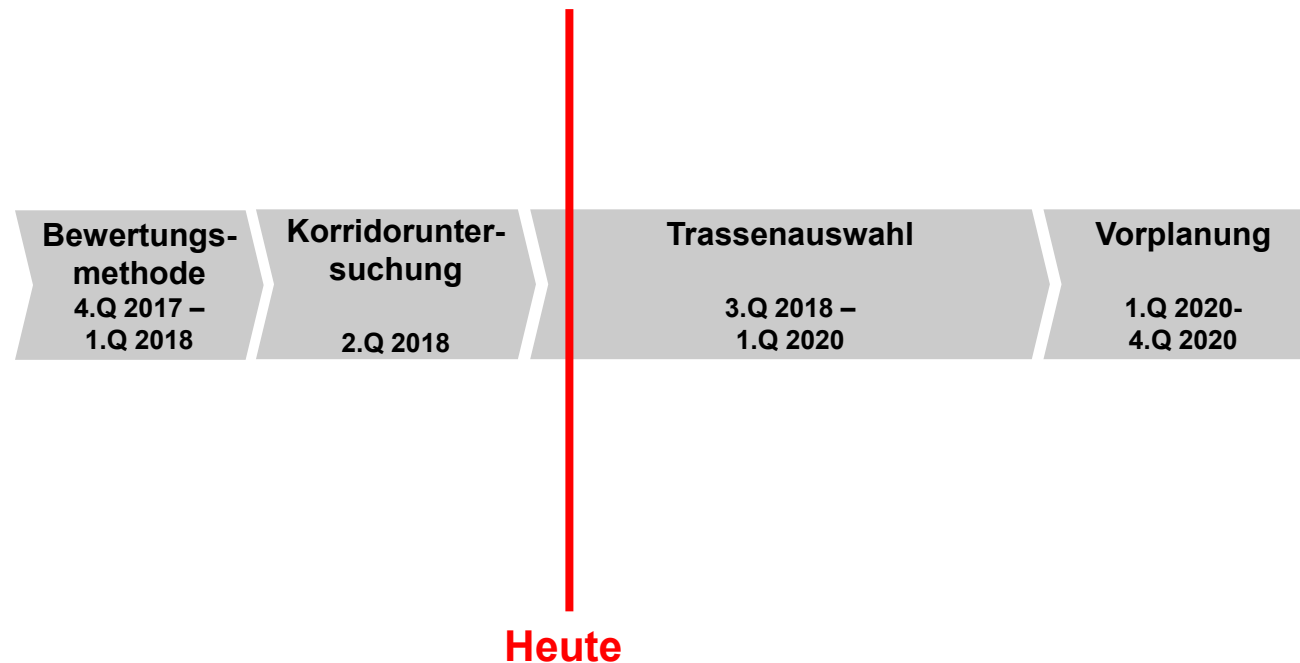 Bewertungs-
methode
4.Q 2017 –
1.Q 2018
Korridorunter-
suchung
2.Q 2018
Trassenauswahl
3.Q 2018 –
1.Q 2020
Vorplanung
1.Q 2020-
4.Q 2020
Heute